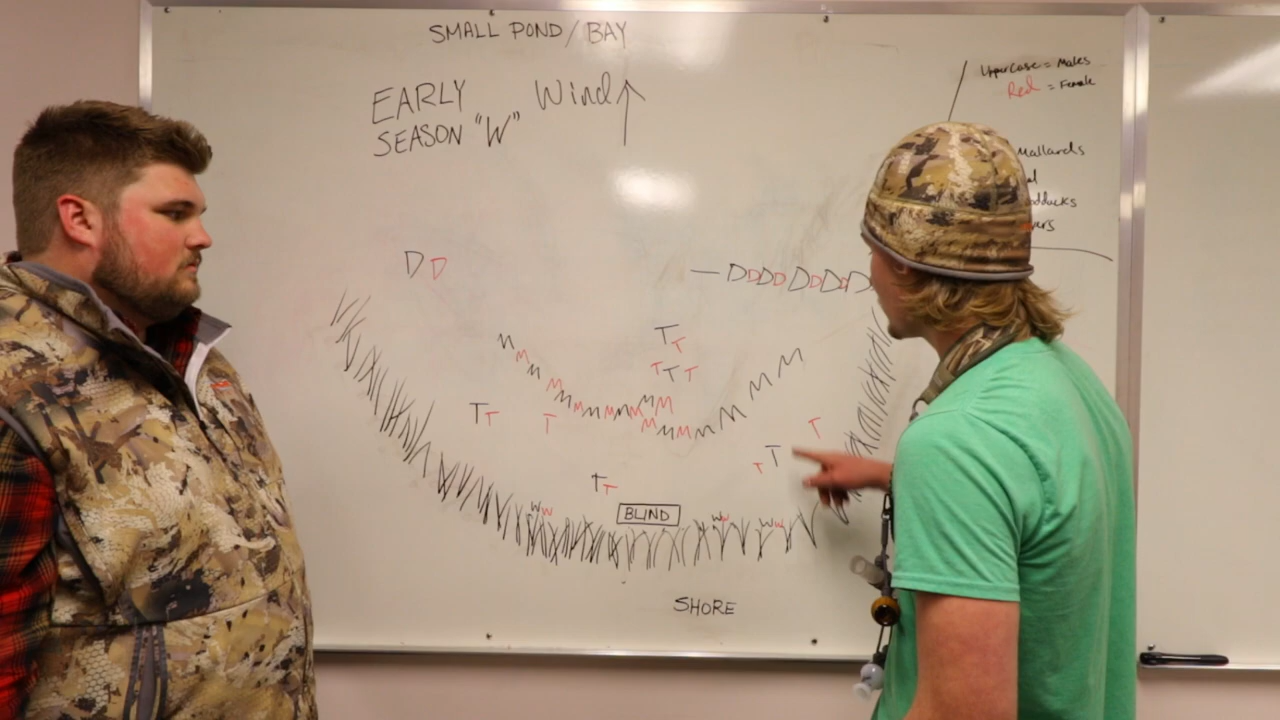 SMALL POND/BAY
EARLY
SEASON "W"
Wind
Uppercase = Males
Red = Female
Mallards
D D
D D D D D D D D D
T T
T T T
M M M M M M M M M M M M M M M M M M M M M M
T T
T
T
T T
T T
W W
BLIND
W W
W W
SHORE